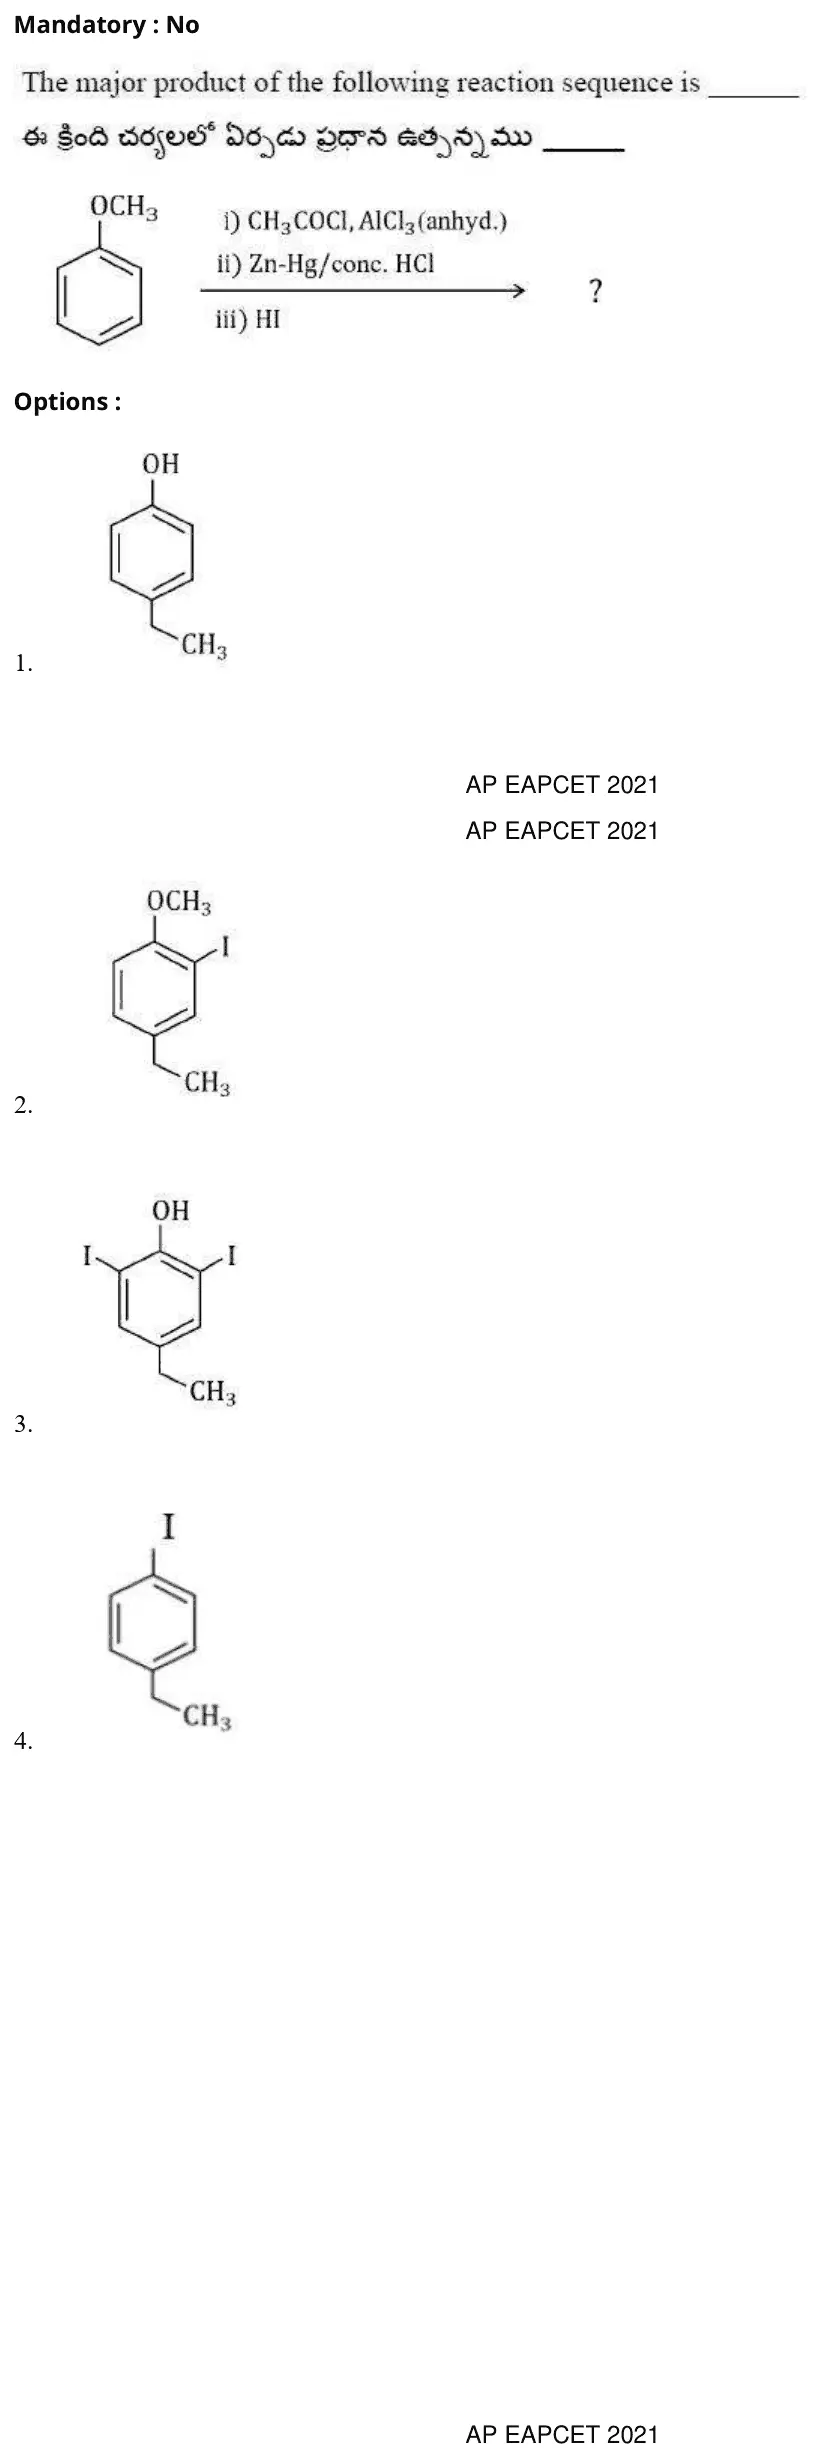 Mandatory : No
The major product of the following reaction sequence is ______
ఈ క్రింది చర్యలలో ఏర్పడు ప్రధాన ఉత్పన్నము ______
OCH₃
i) CH₃COCl, AlCl₃(anhyd.)
ii) Zn-Hg/conc. HCl
iii) HI
?
Options :
OH
CH₃
1.
AP EAPCET 2021
AP EAPCET 2021
OCH₃
I
CH₃
2.
OH
I I
CH₃
3.
I
CH₃
4.
AP EAPCET 2021